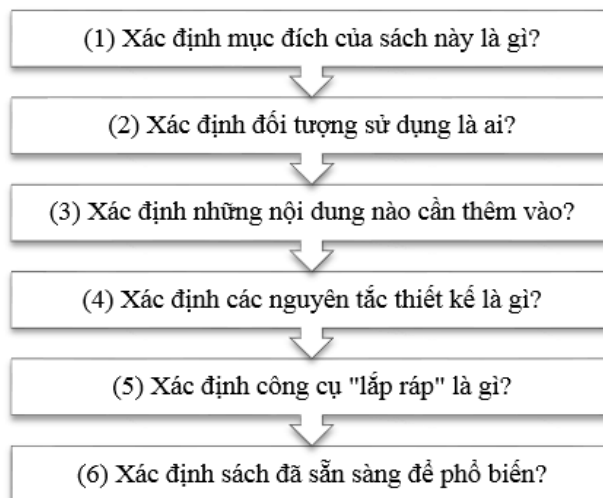 (1) Xác định mục đích của sách này là gì?
(2) Xác định đối tượng sử dụng là ai?
(3) Xác định những nội dung nào cần thêm vào?
(4) Xác định các nguyên tắc thiết kế là gì?
(5) Xác định công cụ "lắp ráp" là gì?
(6) Xác định sách đã sẵn sàng để phổ biến?